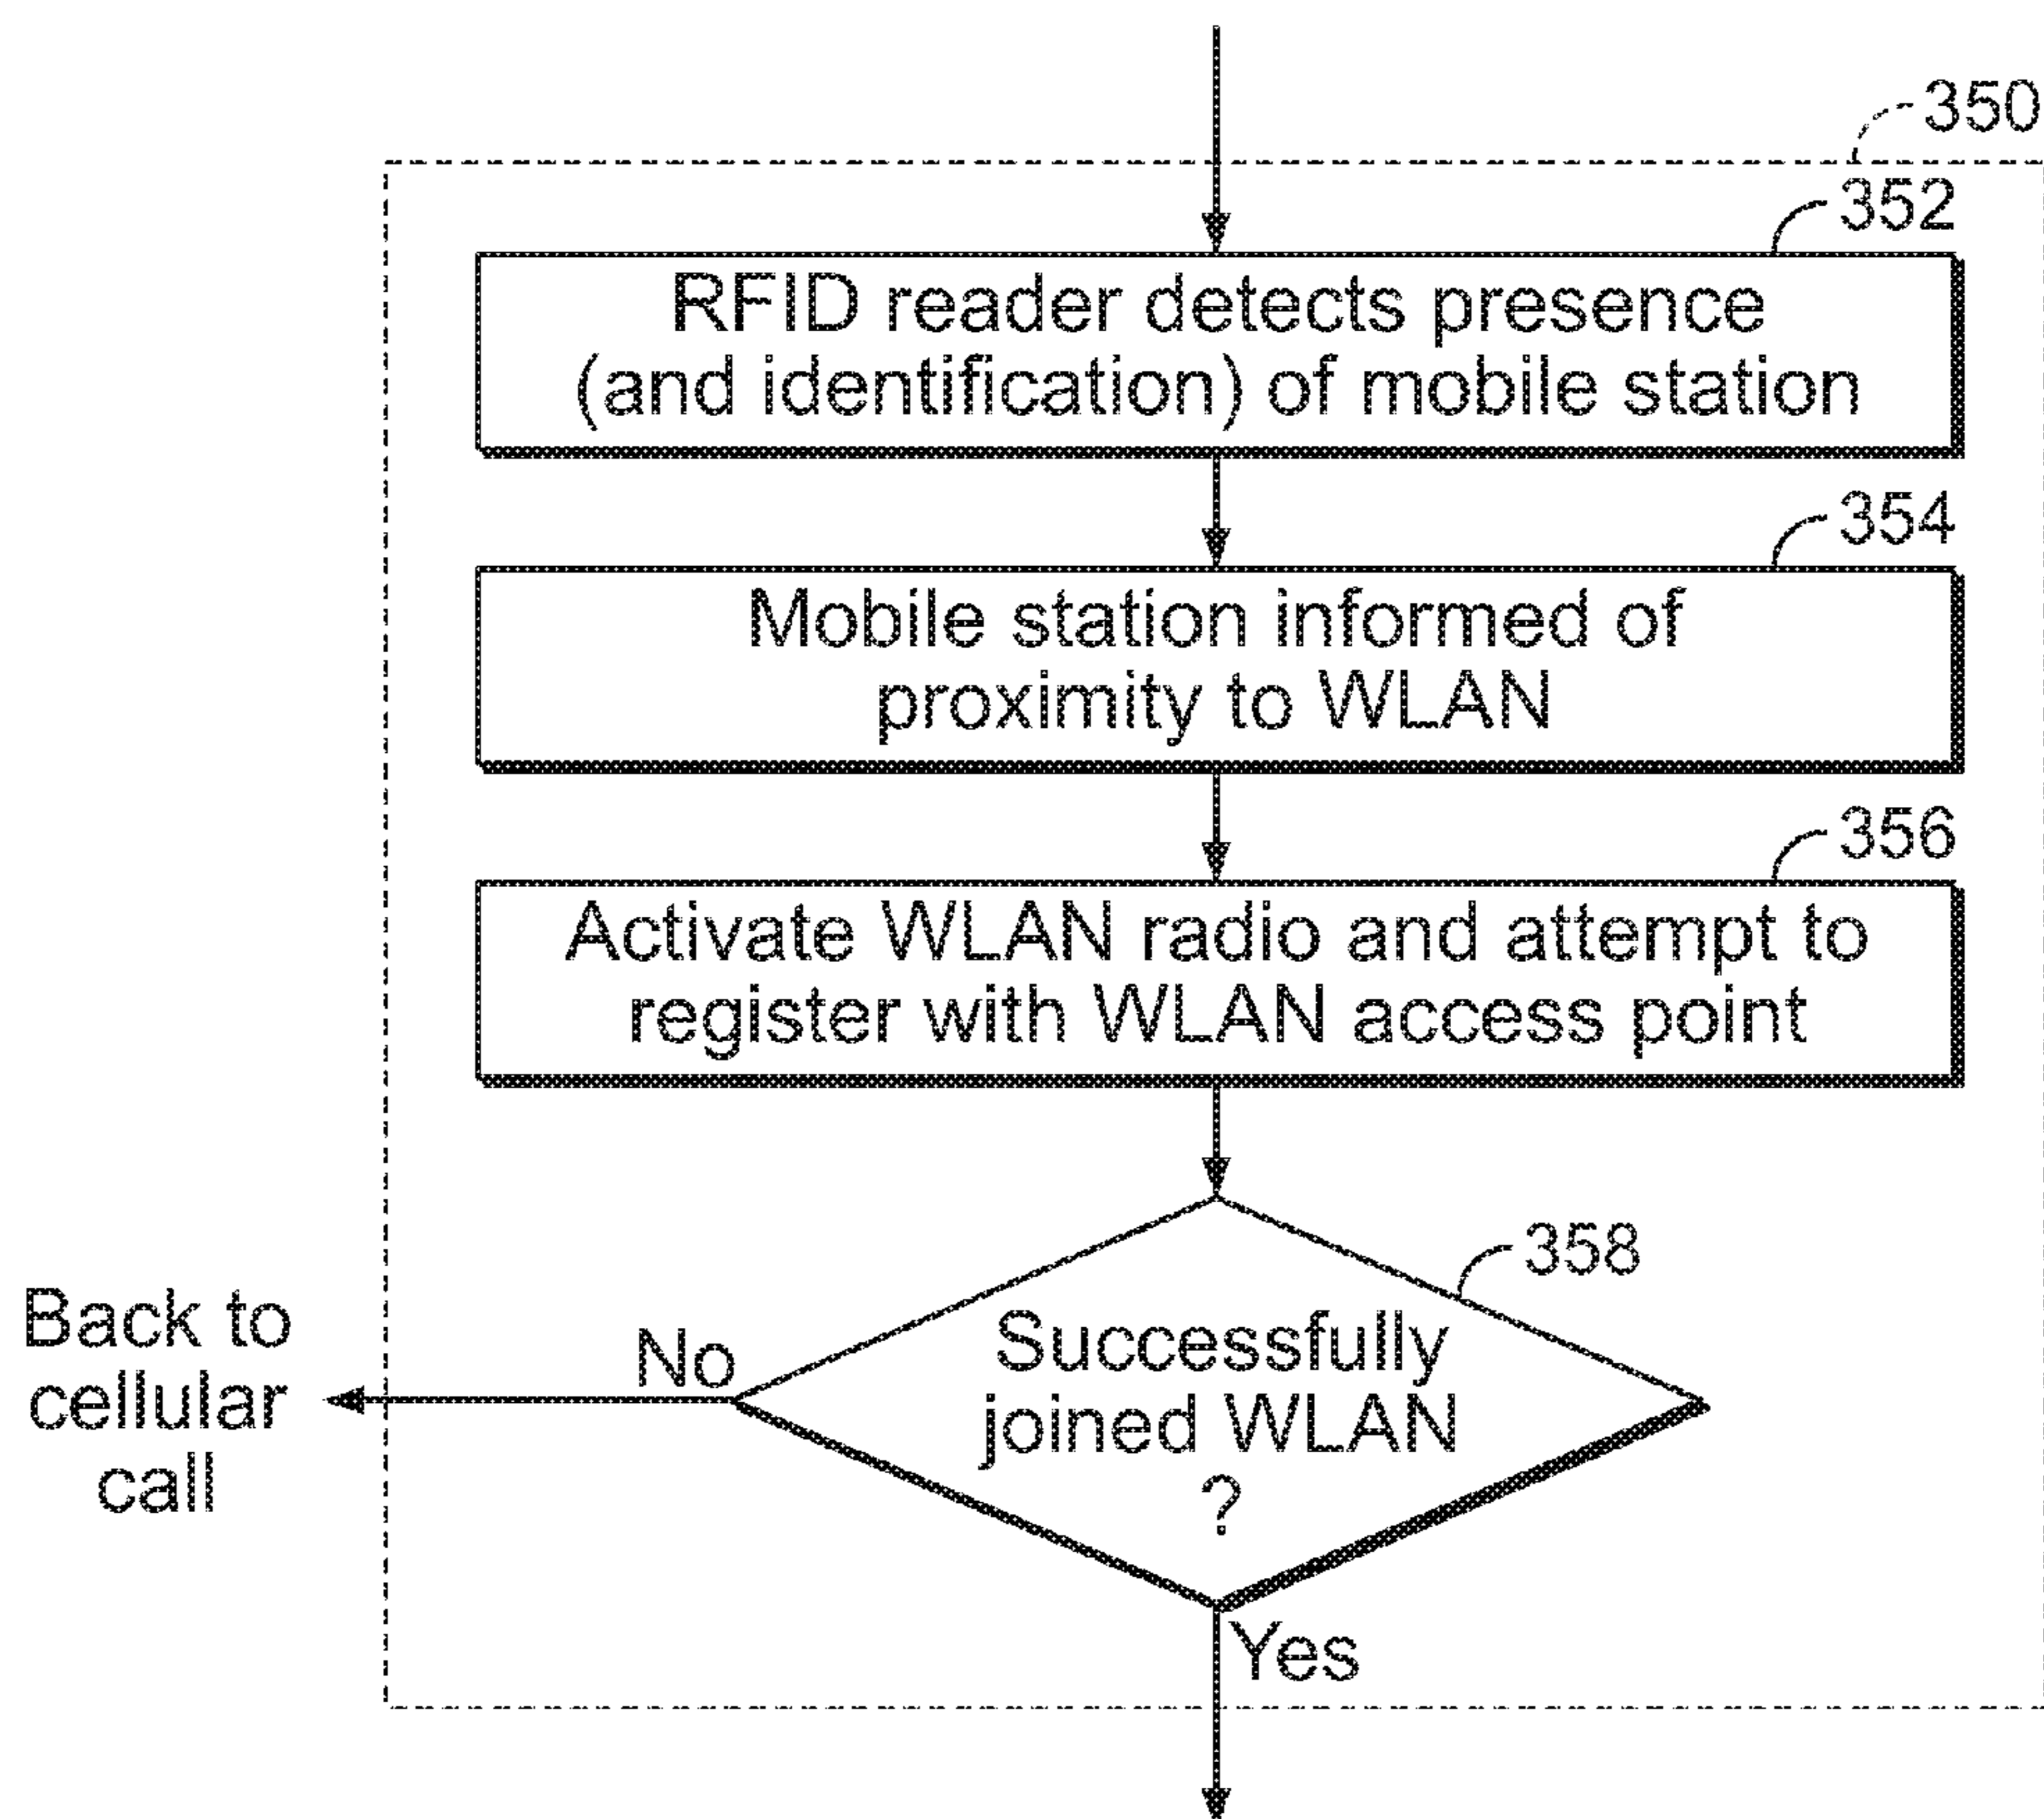 350
352
RFID reader detects presence
(and identification) of mobile station
354
Mobile station informed of
proximity to WLAN
356
Activate WLAN radio and attempt to
register with WLAN access point
358
Successfully
joined WLAN
?
No
Back to
cellular
call
Yes